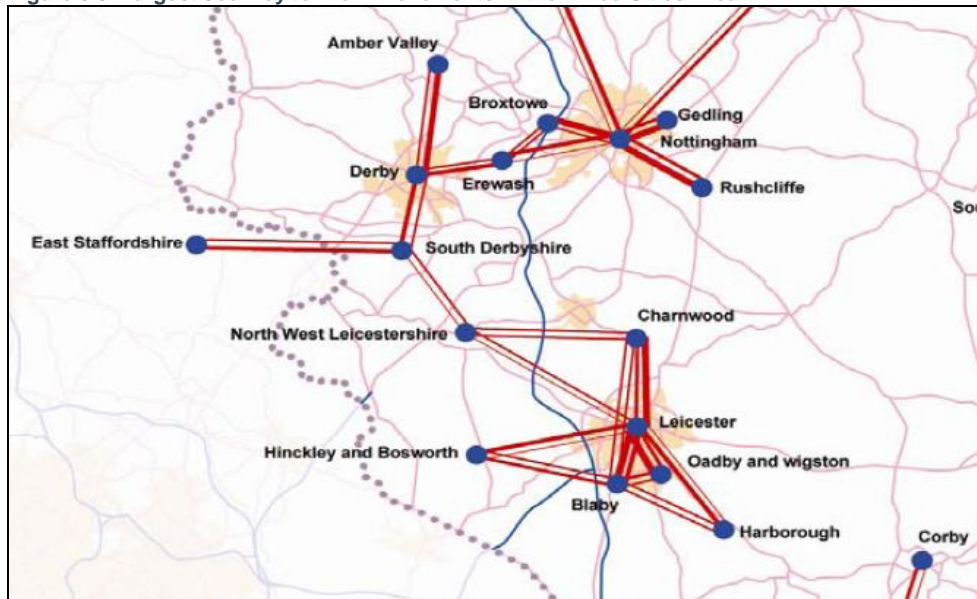 Amber Valley
Broxtowe
Gedling
Nottingham
Derby
Erewash
Rushcliffe
East Staffordshire
South Derbyshire
Charnwood
North West Leicestershire
Leicester
Hinckley and Bosworth
Oadby and wigston
Blaby
Harborough
Corby